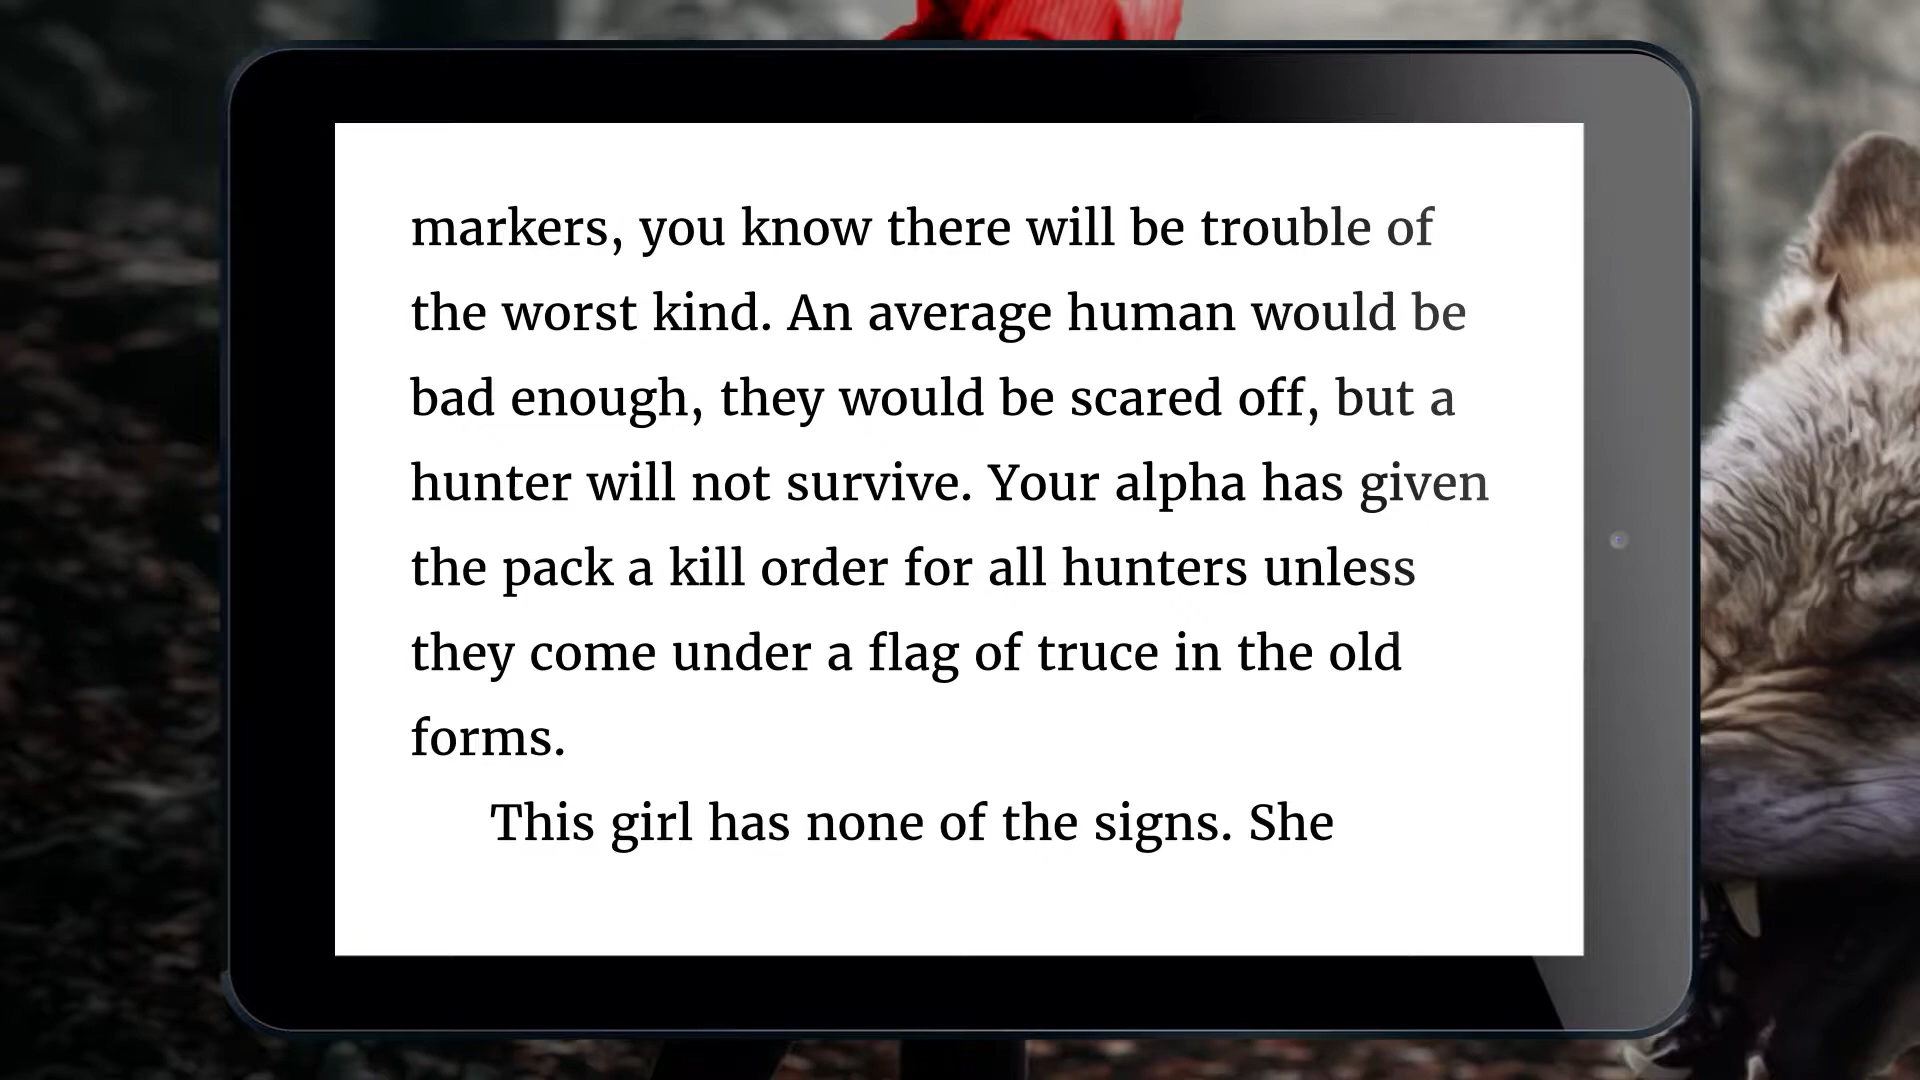 markers, you know there will be trouble of
the worst kind. An average human would be
bad enough, they would be scared off, but a
hunter will not survive. Your alpha has given
the pack a kill order for all hunters unless
they come under a flag of truce in the old
forms.
This girl has none of the signs. She